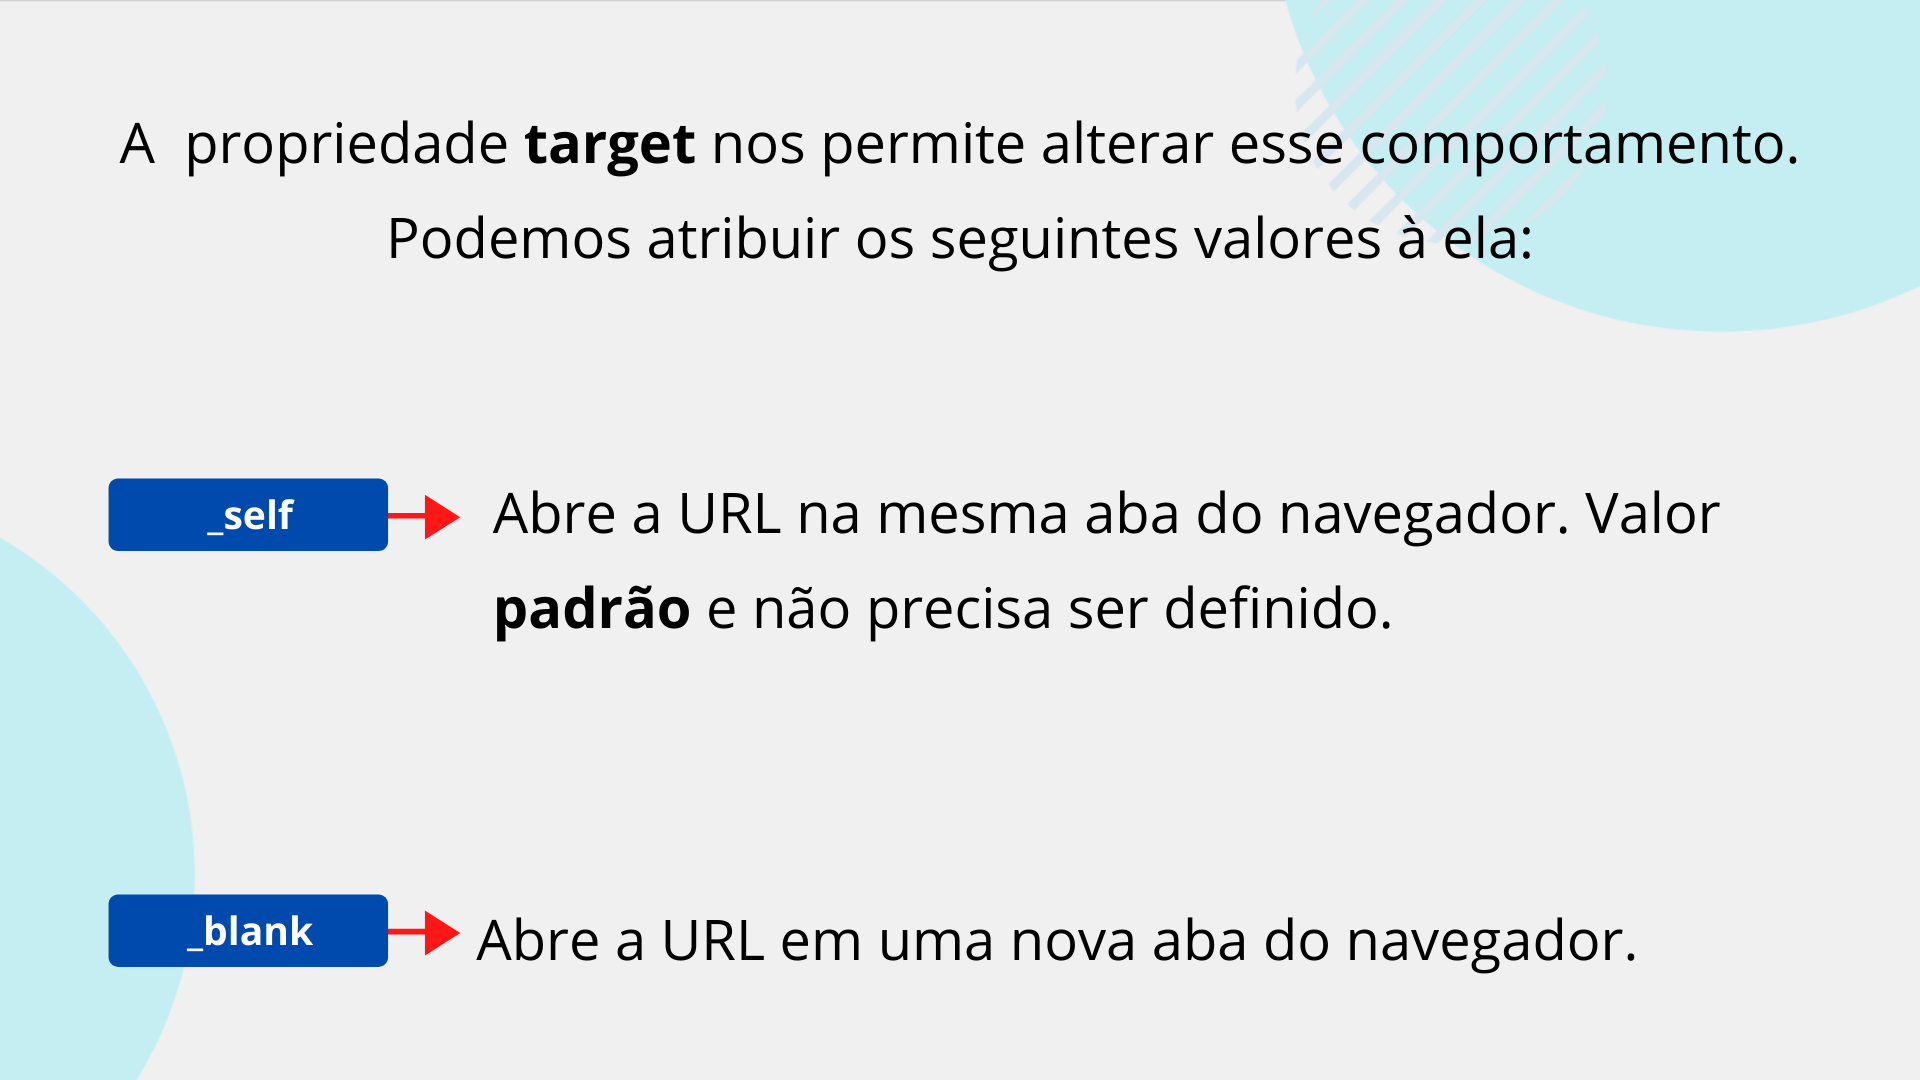 A  propriedade target nos permite alterar esse comportamento.
Podemos atribuir os seguintes valores à ela:
_self
Abre a URL na mesma aba do navegador. Valor
padrão e não precisa ser definido.
_blank
Abre a URL em uma nova aba do navegador.